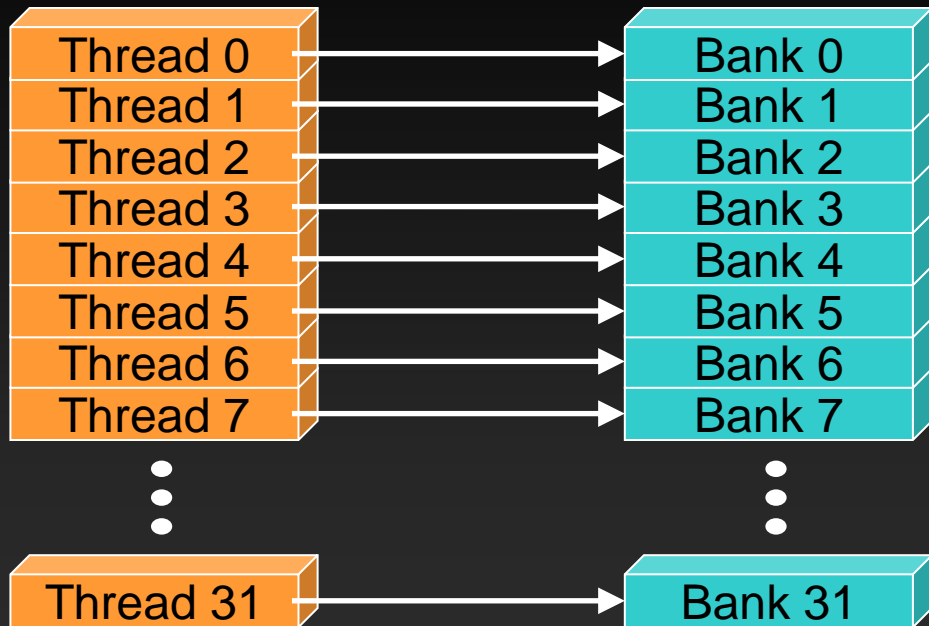 Thread 0 Bank 0
Thread 1 Bank 1
Thread 2 Bank 2
Thread 3 Bank 3
Thread 4 Bank 4
Thread 5 Bank 5
Thread 6 Bank 6
Thread 7 Bank 7
Thread 31 Bank 31